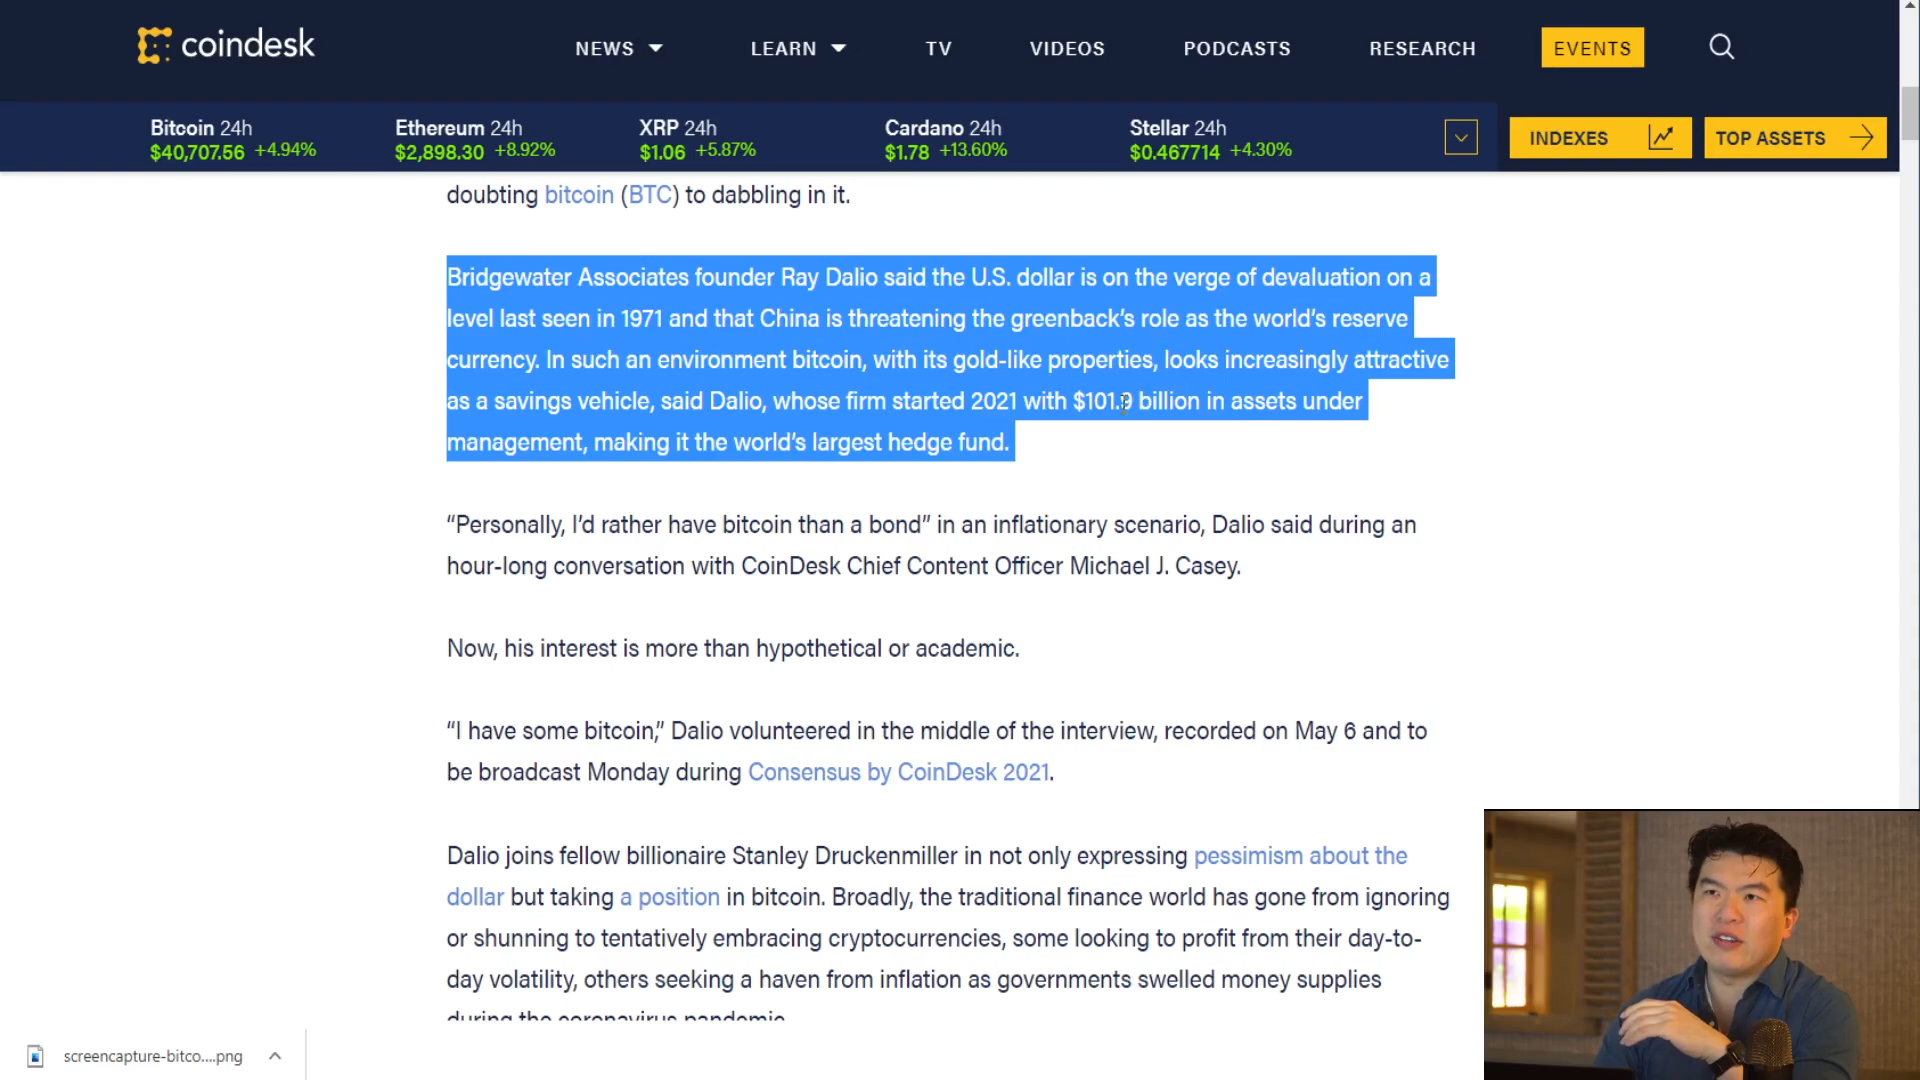 coindesk
NEWS LEARN TV VIDEOS PODCASTS RESEARCH EVENTS
Bitcoin 24h Ethereum 24h XRP 24h Cardano 24h Stellar 24h
$40,707.56 +4.94% $2,898.30 +8.92% $1.06 +5.87% $1.78 +13.60% $0.467714 +4.30%
INDEXES TOP ASSETS
doubting bitcoin (BTC) to dabbling in it.
Bridgewater Associates founder Ray Dalio said the U.S. dollar is on the verge of devaluation on a
level last seen in 1971 and that China is threatening the greenback's role as the world's reserve
currency. In such an environment bitcoin, with its gold-like properties, looks increasingly attractive
as a savings vehicle, said Dalio, whose firm started 2021 with $101.9 billion in assets under
management, making it the world's largest hedge fund.
“Personally, I'd rather have bitcoin than a bond” in an inflationary scenario, Dalio said during an
hour-long conversation with CoinDesk Chief Content Officer Michael J. Casey.
Now, his interest is more than hypothetical or academic.
“I have some bitcoin,” Dalio volunteered in the middle of the interview, recorded on May 6 and to
be broadcast Monday during Consensus by CoinDesk 2021.
Dalio joins fellow billionaire Stanley Druckenmiller in not only expressing pessimism about the
dollar but taking a position in bitcoin. Broadly, the traditional finance world has gone from ignoring
or shunning to tentatively embracing cryptocurrencies, some looking to profit from their day-to-
day volatility, others seeking a haven from inflation as governments swelled money supplies
during the coronavirus pandemic.
screencapture-bitco....png